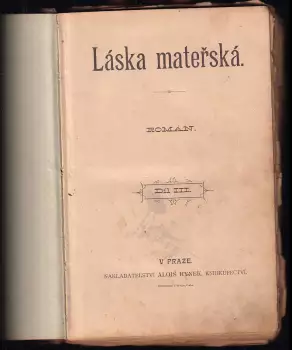 Láska mateřská.
ROMAN.
Díl III.
V PRAZE.
NAKLADATELSTVÍ ALOIS HYNEK, KNIHKUPECTVÍ.